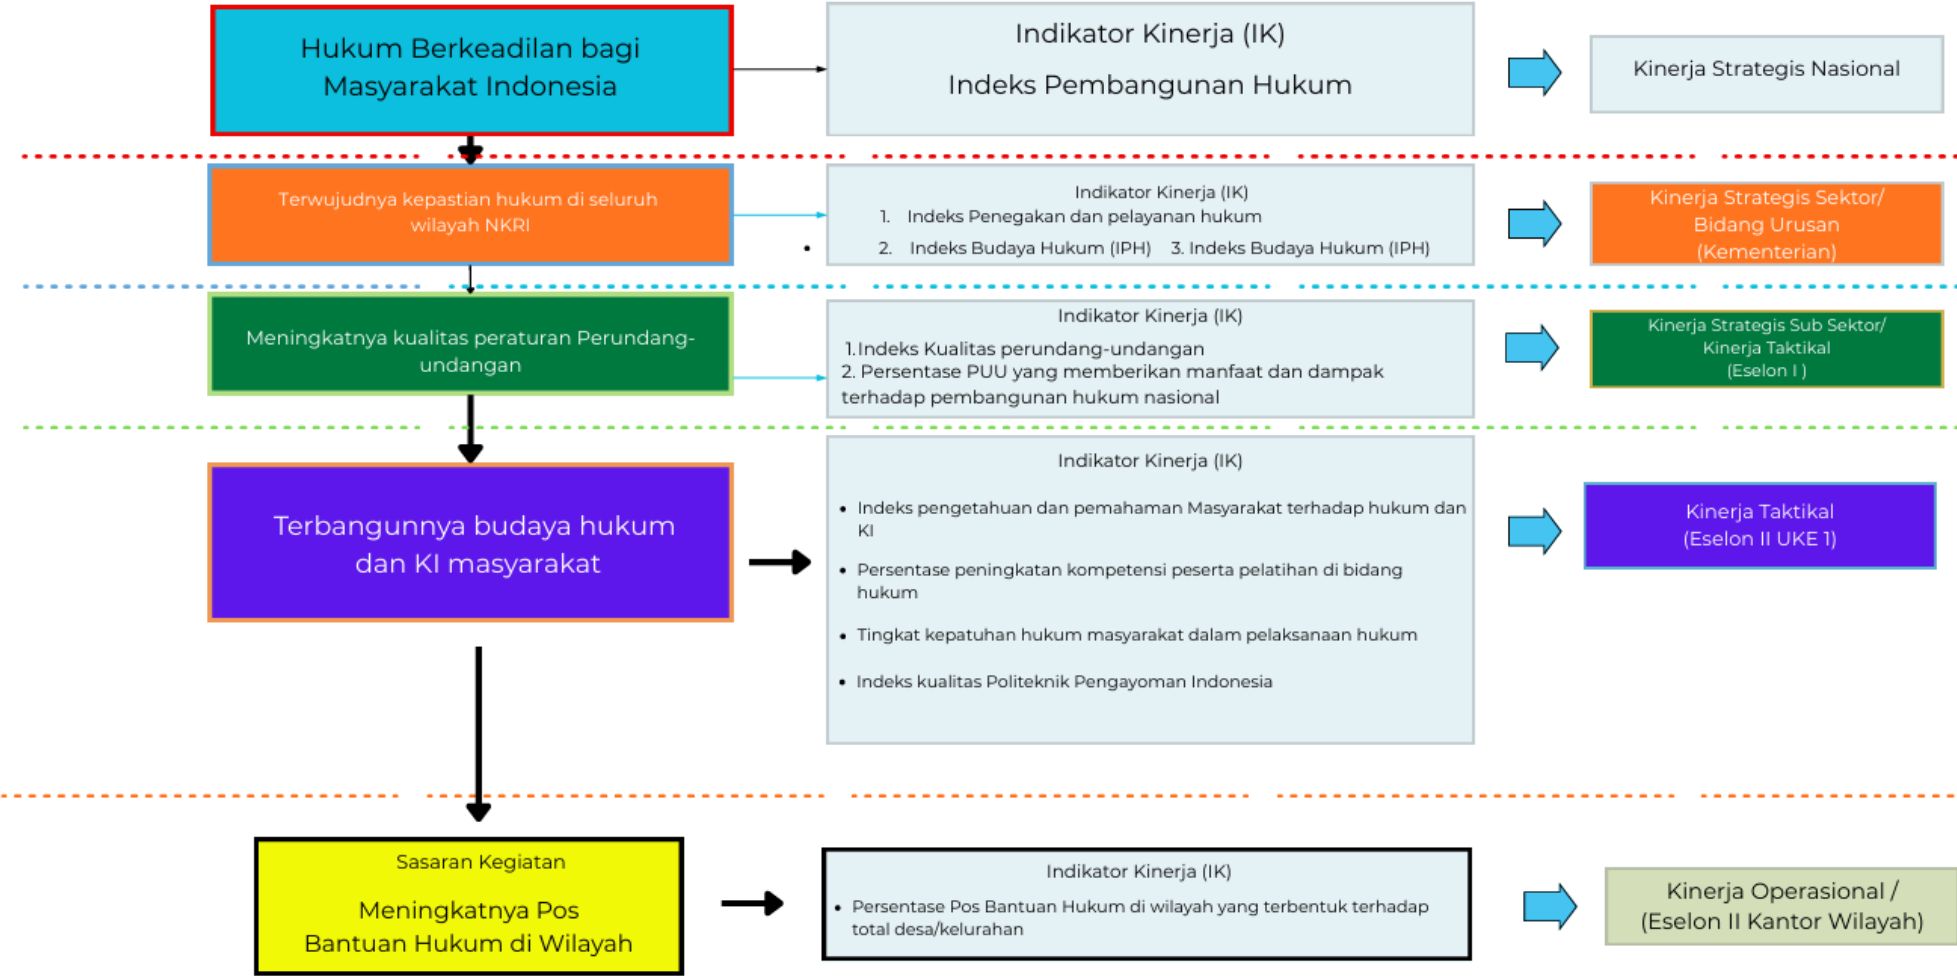 Hukum Berkeadilan bagi
Masyarakat Indonesia
Indikator Kinerja (IK)
Indeks Pembangunan Hukum
Kinerja Strategis Nasional
Terwujudnya kepastian hukum di seluruh
wilayah NKRI
Indikator Kinerja (IK)
1. Indeks Penegakan dan pelayanan hukum
2. Indeks Budaya Hukum (IPH) 3. Indeks Budaya Hukum (IPH)
Kinerja Strategis Sektor/
Bidang Urusan
(Kementerian)
Meningkatnya kualitas peraturan Perundang-
undangan
Indikator Kinerja (IK)
1. Indeks Kualitas perundang-undangan
2. Persentase PUU yang memberikan manfaat dan dampak
terhadap pembangunan hukum nasional
Kinerja Strategis Sub Sektor/
Kinerja Taktikal
(Eselon I )
Terbangunnya budaya hukum
dan KI masyarakat
Indikator Kinerja (IK)
• Indeks pengetahuan dan pemahaman Masyarakat terhadap hukum dan
KI
• Persentase peningkatan kompetensi peserta pelatihan di bidang
hukum
• Tingkat kepatuhan hukum masyarakat dalam pelaksanaan hukum
• Indeks kualitas Politeknik Pengayoman Indonesia
Kinerja Taktikal
(Eselon II UKE 1)
Sasaran Kegiatan
Meningkatnya Pos
Bantuan Hukum di Wilayah
Indikator Kinerja (IK)
• Persentase Pos Bantuan Hukum di wilayah yang terbentuk terhadap
total desa/kelurahan
Kinerja Operasional /
(Eselon II Kantor Wilayah)